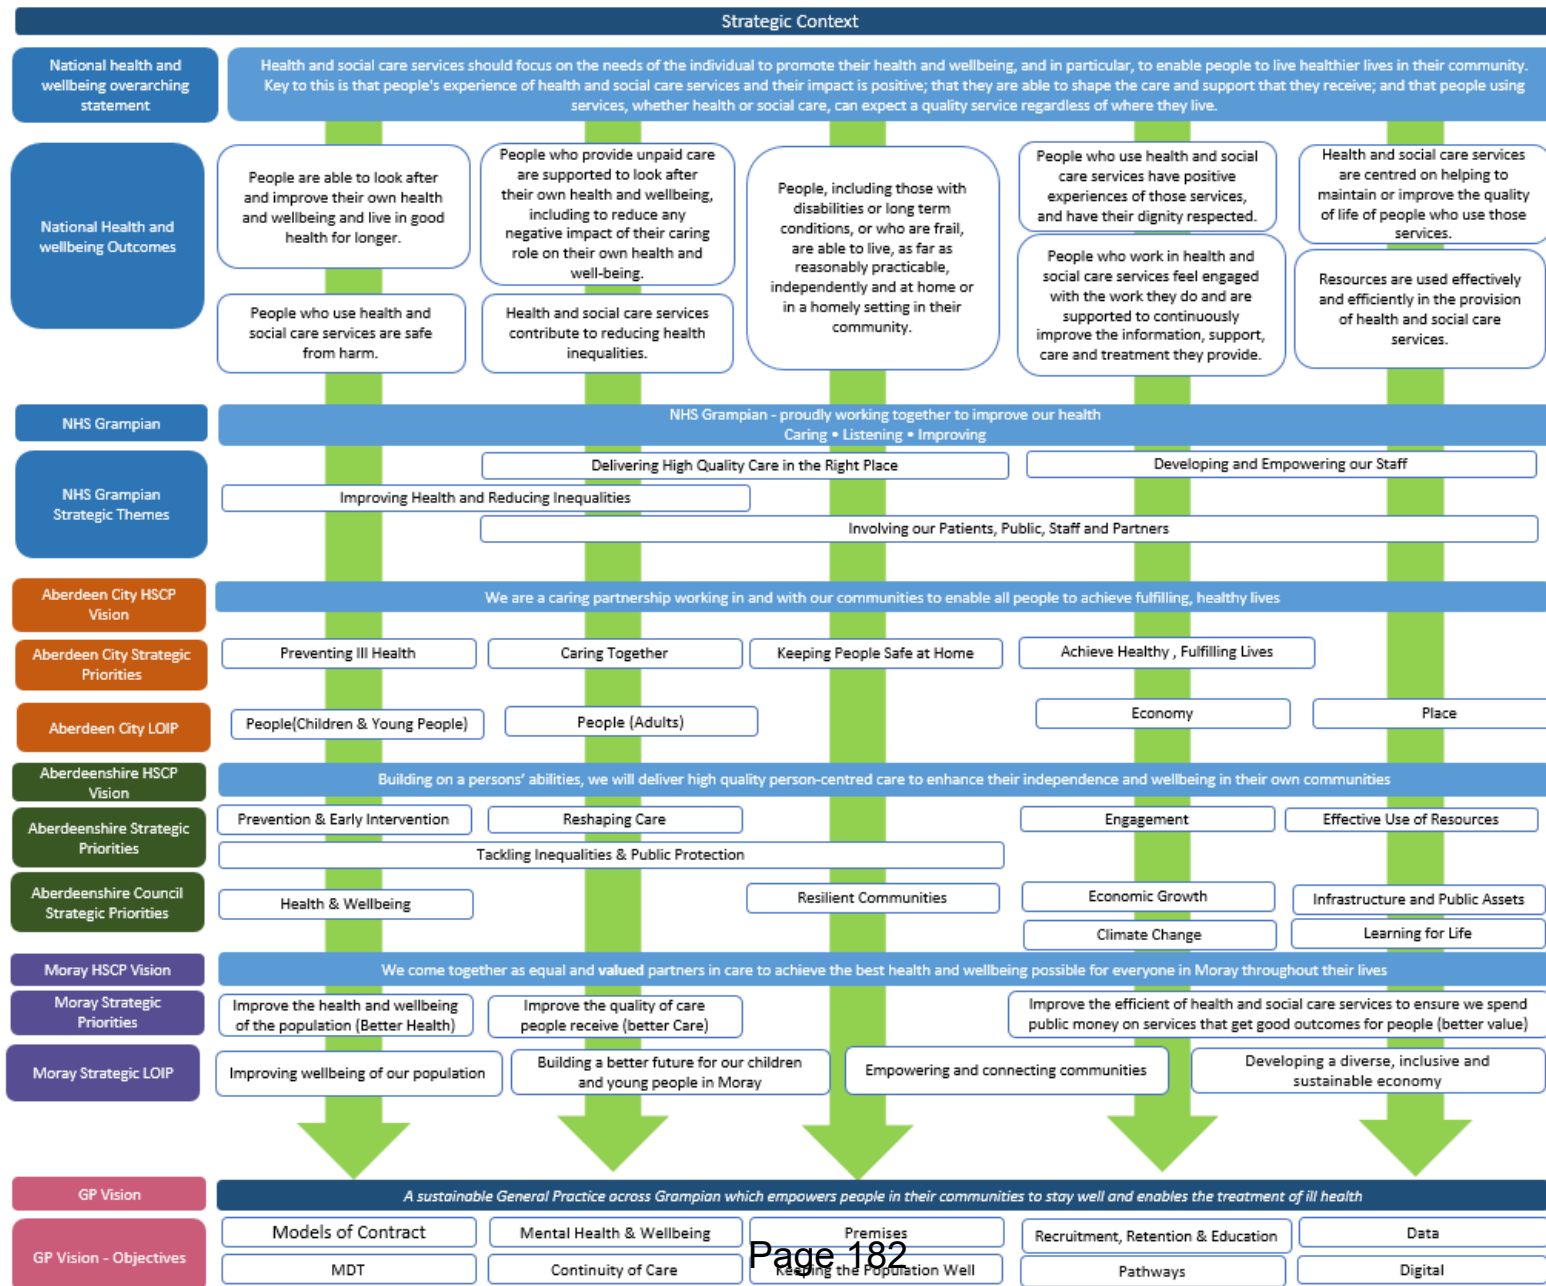 Strategic Context
National health and
wellbeing overarching
statement
Health and social care services should focus on the needs of the individual to promote their health and wellbeing, and in particular, to enable people to live healthier lives in their community.
Key to this is that people's experience of health and social care services and their impact is positive; that they are able to shape the care and support that they receive; and that people using
services, whether health or social care, can expect a quality service regardless of where they live.
National Health and
wellbeing Outcomes
People are able to look after
and improve their own health
and wellbeing and live in good
health for longer.
People who use health and
social care services are safe
from harm.
People who provide unpaid care
are supported to look after
their own health and wellbeing,
including to reduce any
negative impact of their caring
role on their own health and
well-being.
Health and social care services
contribute to reducing health
inequalities.
People, including those with
disabilities or long term
conditions, or who are frail,
are able to live, as far as
reasonably practicable,
independently and at home or
in a homely setting in their
community.
People who use health and social
care services have positive
experiences of those services,
and have their dignity respected.
People who work in health and
social care services feel engaged
with the work they do and are
supported to continuously
improve the information, support,
care and treatment they provide.
Health and social care services
are centred on helping to
maintain or improve the quality
of life of people who use those
services.
Resources are used effectively
and efficiently in the provision
of health and social care
services.
NHS Grampian
NHS Grampian - proudly working together to improve our health
Caring • Listening • Improving
NHS Grampian
Strategic Themes
Delivering High Quality Care in the Right Place
Developing and Empowering our Staff
Improving Health and Reducing Inequalities
Involving our Patients, Public, Staff and Partners
Aberdeen City HSCP
Vision
We are a caring partnership working in and with our communities to enable all people to achieve fulfilling, healthy lives
Aberdeen City Strategic
Priorities
Preventing Ill Health
Caring Together
Keeping People Safe at Home
Achieve Healthy , Fulfilling Lives
Aberdeen City LOIP
People(Children & Young People)
People (Adults)
Economy
Place
Aberdeenshire HSCP
Vision
Building on a persons' abilities, we will deliver high quality person-centred care to enhance their independence and wellbeing in their own communities
Aberdeenshire Strategic
Priorities
Prevention & Early Intervention
Reshaping Care
Engagement
Effective Use of Resources
Tackling Inequalities & Public Protection
Aberdeenshire Council
Strategic Priorities
Health & Wellbeing
Resilient Communities
Economic Growth
Infrastructure and Public Assets
Climate Change
Learning for Life
Moray HSCP Vision
We come together as equal and valued partners in care to achieve the best health and wellbeing possible for everyone in Moray throughout their lives
Moray Strategic
Priorities
Improve the health and wellbeing
of the population (Better Health)
Improve the quality of care
people receive (better Care)
Improve the efficient of health and social care services to ensure we spend
public money on services that get good outcomes for people (better value)
Moray Strategic LOIP
Improving wellbeing of our population
Building a better future for our children
and young people in Moray
Empowering and connecting communities
Developing a diverse, inclusive and
sustainable economy
GP Vision
A sustainable General Practice across Grampian which empowers people in their communities to stay well and enables the treatment of ill health
GP Vision - Objectives
Models of Contract
Mental Health & Wellbeing
Premises
Recruitment, Retention & Education
Data
MDT
Continuity of Care
Keeping the Population Well
Pathways
Digital
Page 182